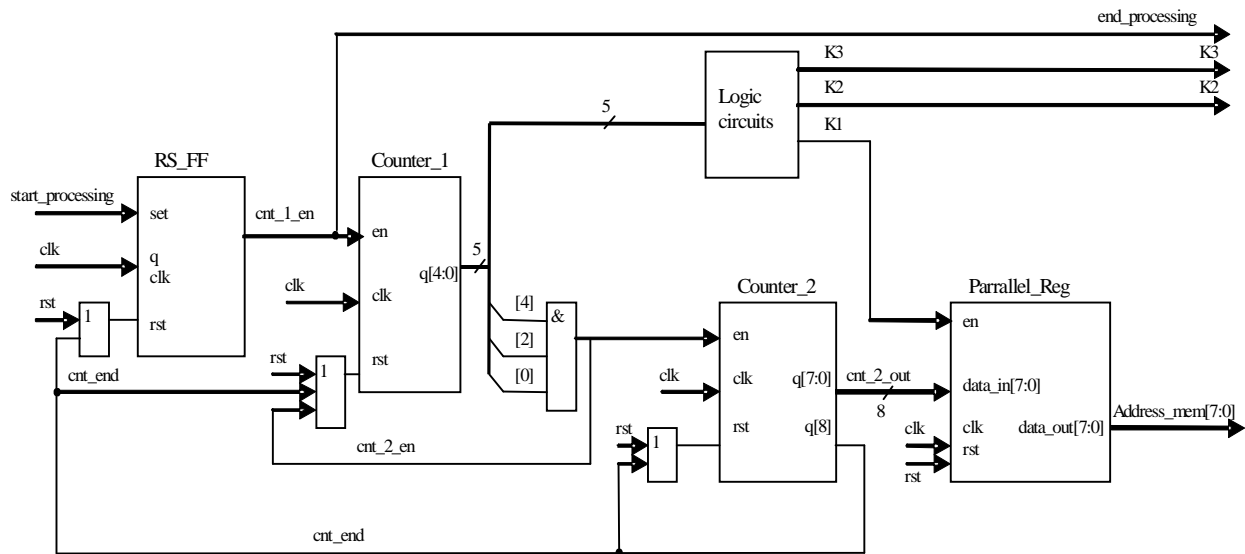 end_processing
K3
K3
K2
K2
K1
Logic
circuits
5
RS_FF
Counter_1
start_processing
set
cnt_1_en
en
clk
q
clk
5
q[4:0]
clk
clk
rst
1
rst
Counter_2
Parrallel_Reg
[4]
&
[2]
[0]
en
en
rst
1
rst
cnt_end
clk
clk
q[7:0]
cnt_2_out
8
data_in[7:0]
Address_mem[7:0]
rst
1
rst
q[8]
clk
clk
data_out[7:0]
rst
rst
cnt_2_en
cnt_end